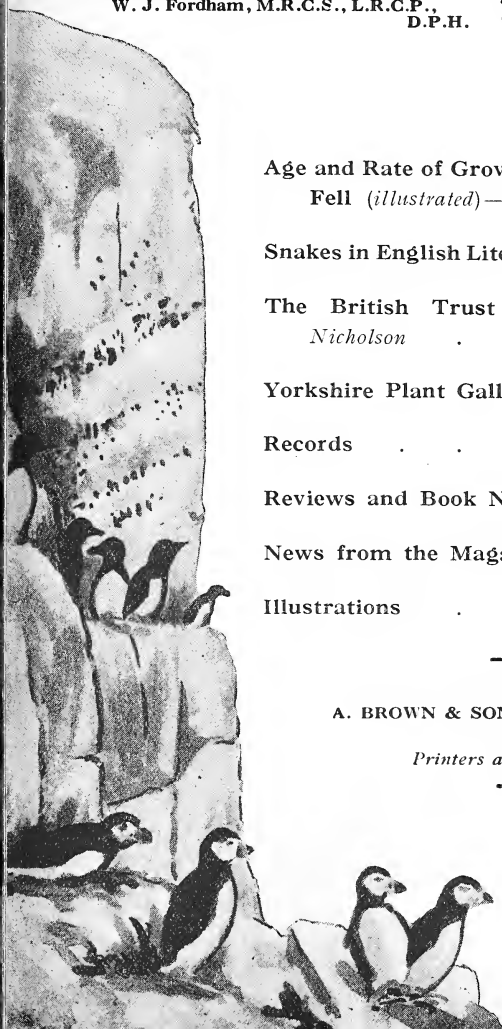 W. J. Fordham, M.R.C.S., L.R.C.P.,
D.P.H.
Age and Rate of Grow
Fell (illustrated)—
Snakes in English Lite
The British Trust
Nicholson .
Yorkshire Plant Gall
Records . .
Reviews and Book N
News from the Maga
Illustrations .
A. BROWN & SON
Printers a